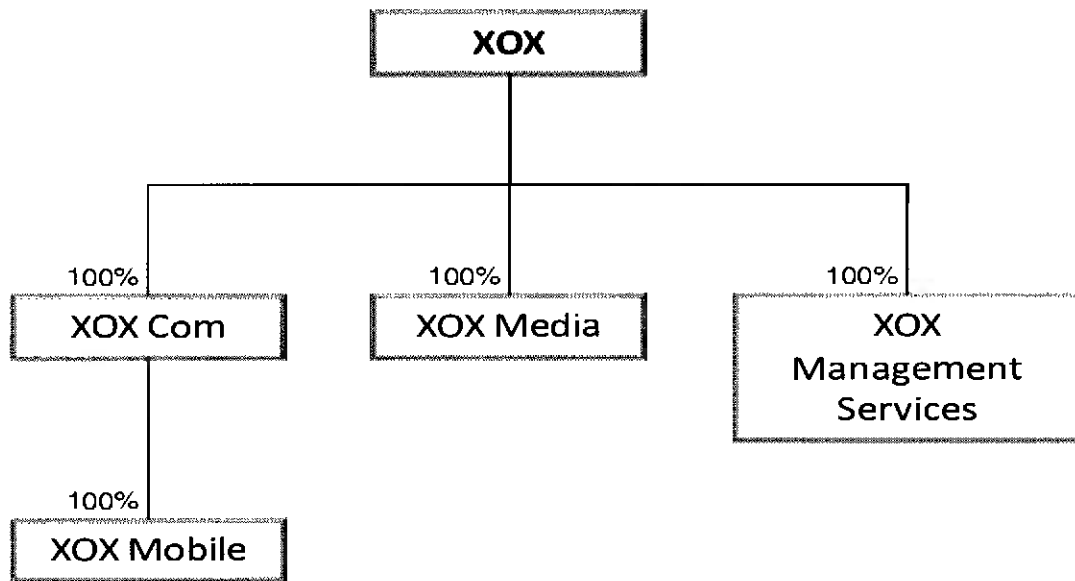 XOX
100%
100%
100%
XOX Com
XOX Media
XOX
Management
Services
100%
XOX Mobile